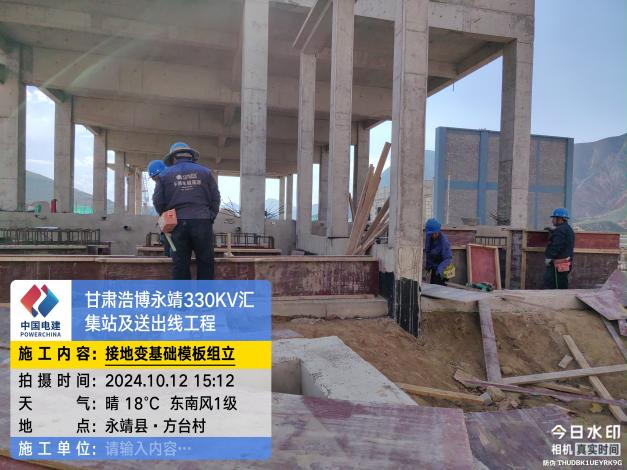 中国电建
POWERCHINA
甘肃浩博永靖330KV汇
集站及送出线工程
施工内容：接地变基础模板组立
拍摄时间：2024.10.12 15:12
天气：晴 18℃ 东南风1级
地点：永靖县·方台村
施工单位：请输入内容…
今日水印
相机 真实时间
防伪 THUDBK1UEYRK9G